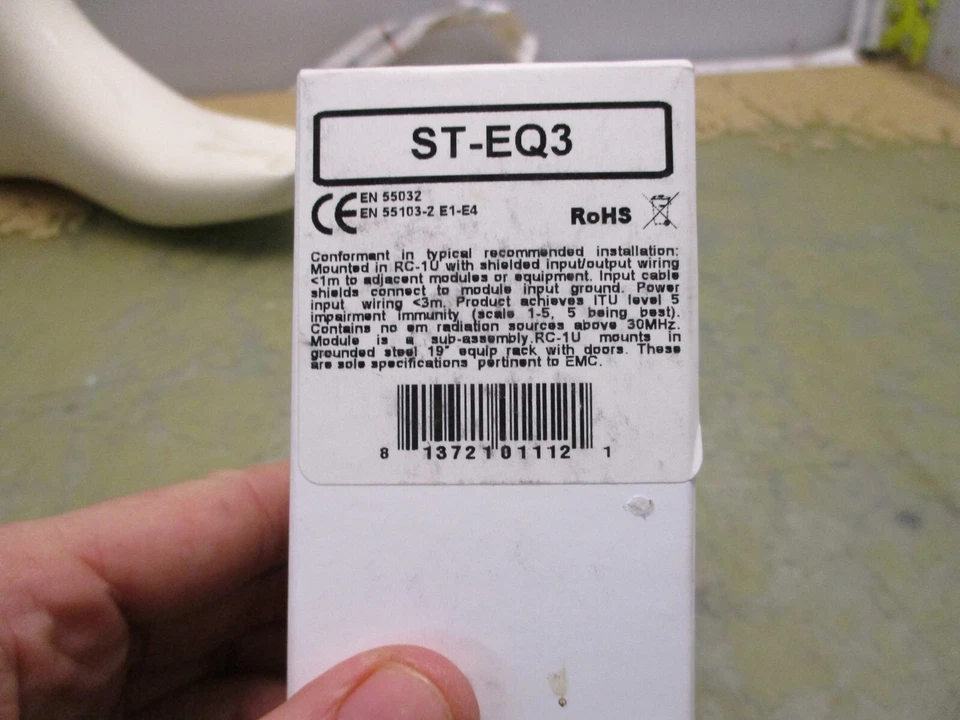 ST-EQ3
EN 55032
EN 55103-2 E1-E4
RoHS
Conformant in typical recommended installation:
Mounted in RC-1U with shielded input/output wiring
<1m to adjacent modules or equipment. Input cable
shields connect to module input ground. Power
input wiring <3m. Product achieves ITU level 5
impairment immunity (scale 1-5, 5 being best).
Contains no em radiation sources above 30MHz.
Module is a sub-assembly.RC-1U mounts in
grounded steel 19" equip rack with doors. These
are sole specifications pertinent to EMC.
8 13721 01112 1